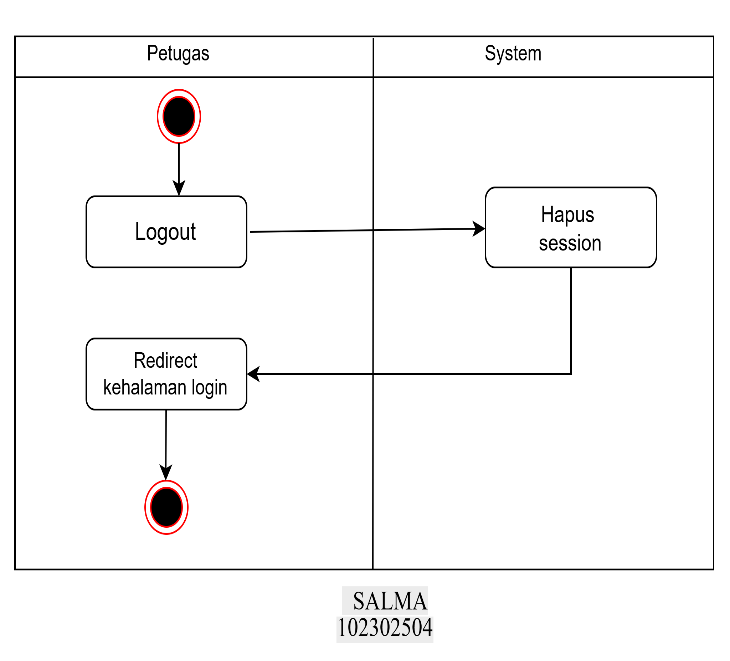 Petugas
System
Logout
Hapus
session
Redirect
kehalaman login
SALMA
102302504